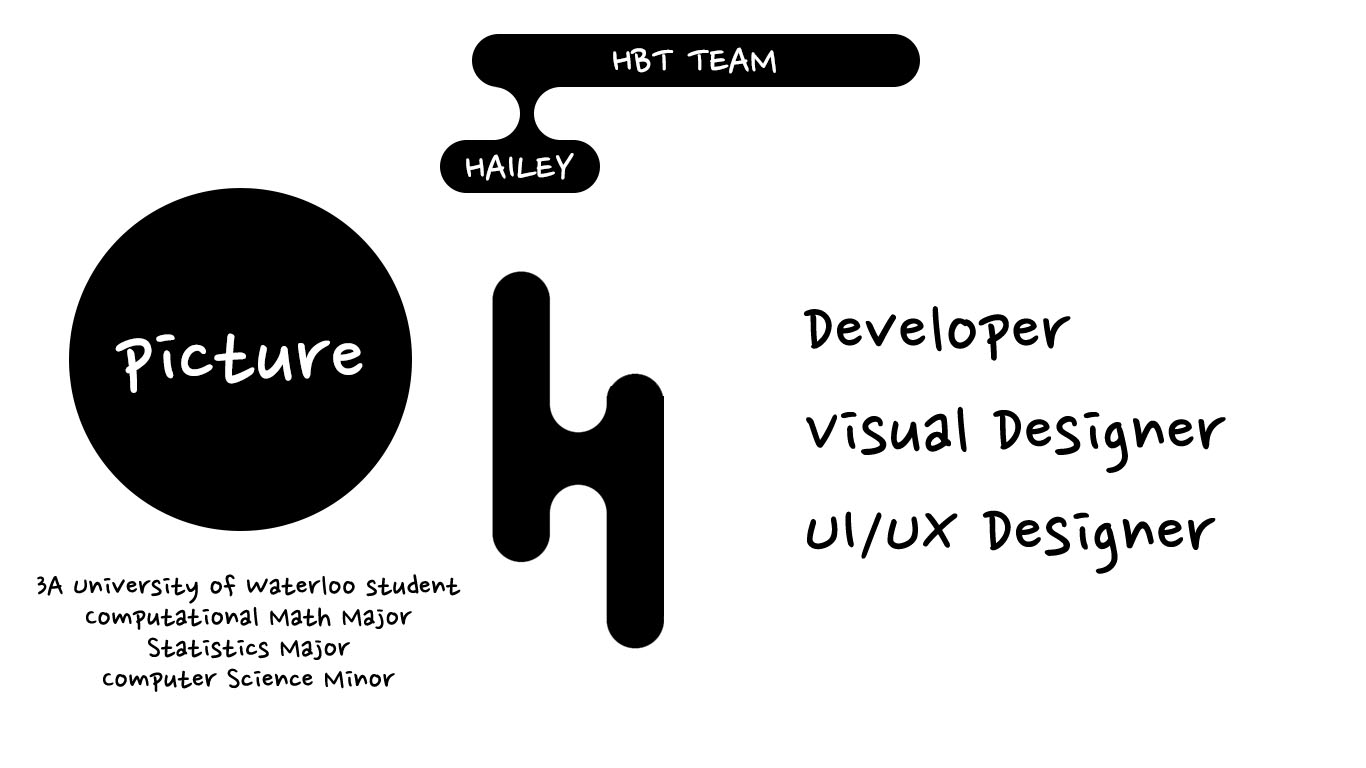 HBT TEAM
HAILEY
Picture
3A University of Waterloo Student
Computational Math Major
Statistics Major
Computer Science Minor
Developer
Visual Designer
UI/UX Designer